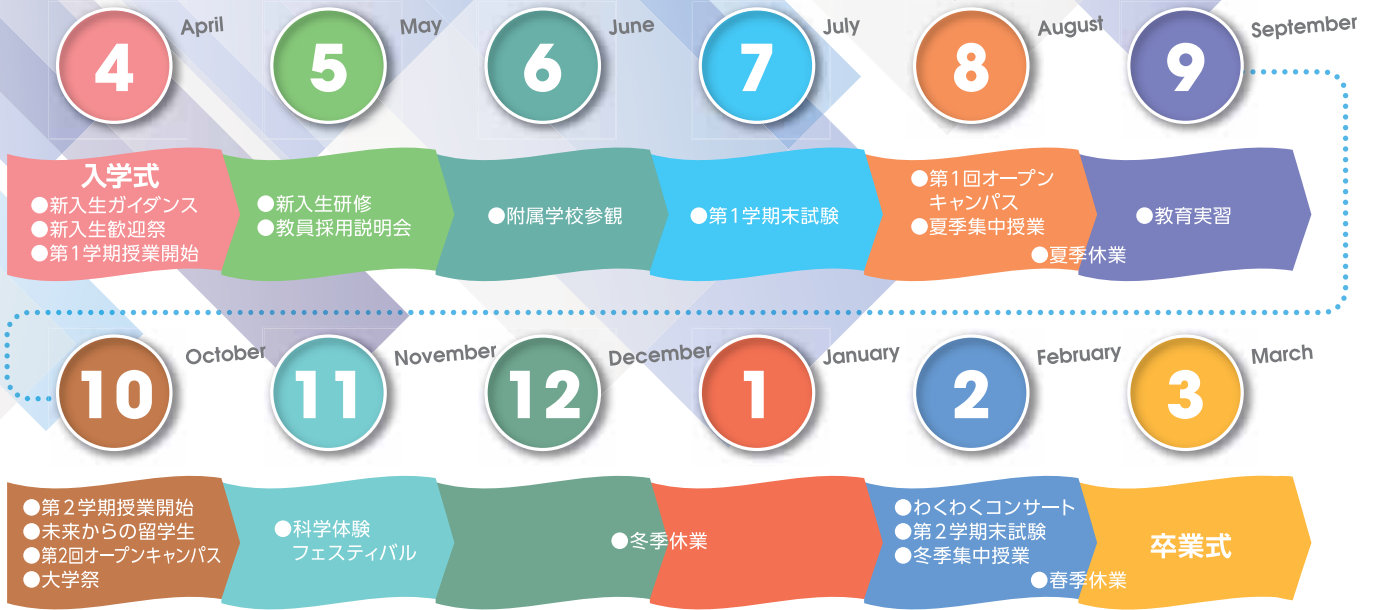 4
April
5
May
6
June
7
July
8
August
9
September
入学式
●新入生ガイダンス
●新入生歓迎祭
●第1学期授業開始
●新入生研修
●教員採用説明会
●附属学校参観
●第1学期末試験
●第1回オープン
キャンパス
●夏季集中授業
●夏季休業
●教育実習
10
October
11
November
12
December
1
January
2
February
3
March
●第2学期授業開始
●未来からの留学生
●第2回オープンキャンパス
●大学祭
●科学体験
フェスティバル
●冬季休業
●わくわくコンサート
●第2学期末試験
●冬季集中授業
●春季休業
卒業式